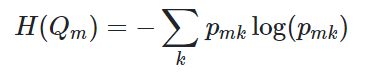 H(Q_m) = -\sum_k p_{mk} \log(p_{mk})